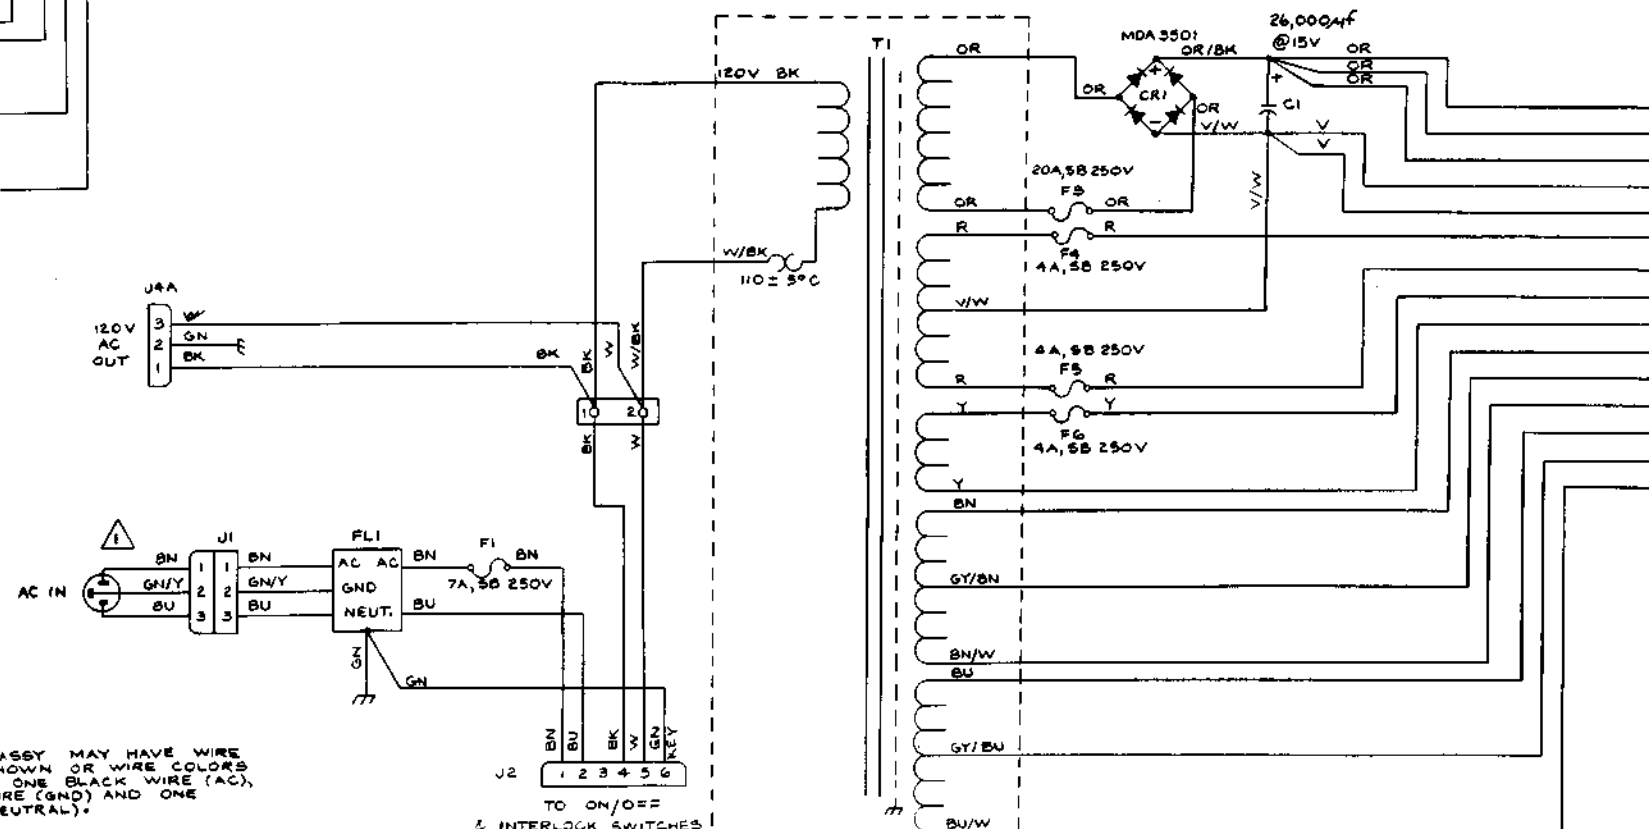 T1
120V BK
W/BK
110 ± 5°C
OR
OR
MDA 3501
OR/BK
CR1
+
-
OR
V/W
26,000µf
@15V
OR
OR
OR
+
C1
V
V
V/W
20A, SB 250V
F3
OR
OR
R
R
F4
4A, SB 250V
V/W
4A, SB 250V
F5
R
R
Y
Y
F6
4A, SB 250V
Y
BN
GY/BN
BN/W
BU
GY/BU
BU/W
J4A
120V
AC
OUT
3
2
1
W
GN
BK
BK
BK
W
W/BK
1
2
BK
W
1
AC IN
BN
GN/Y
BU
J1
1 1
2 2
3 3
BN
GN/Y
BU
FL1
AC AC
GND
NEUT.
BN
F1
BN
7A, SB 250V
BU
GN
GN
BN
BU
BK
W
GN
KEY
J2
1 2 3 4 5 6
TO ON/OFF
& INTERLOCK SWITCHES
ASSY MAY HAVE WIRE
HOWN OR WIRE COLORS
ONE BLACK WIRE (AC),
RE (GND) AND ONE
EUTRAL).